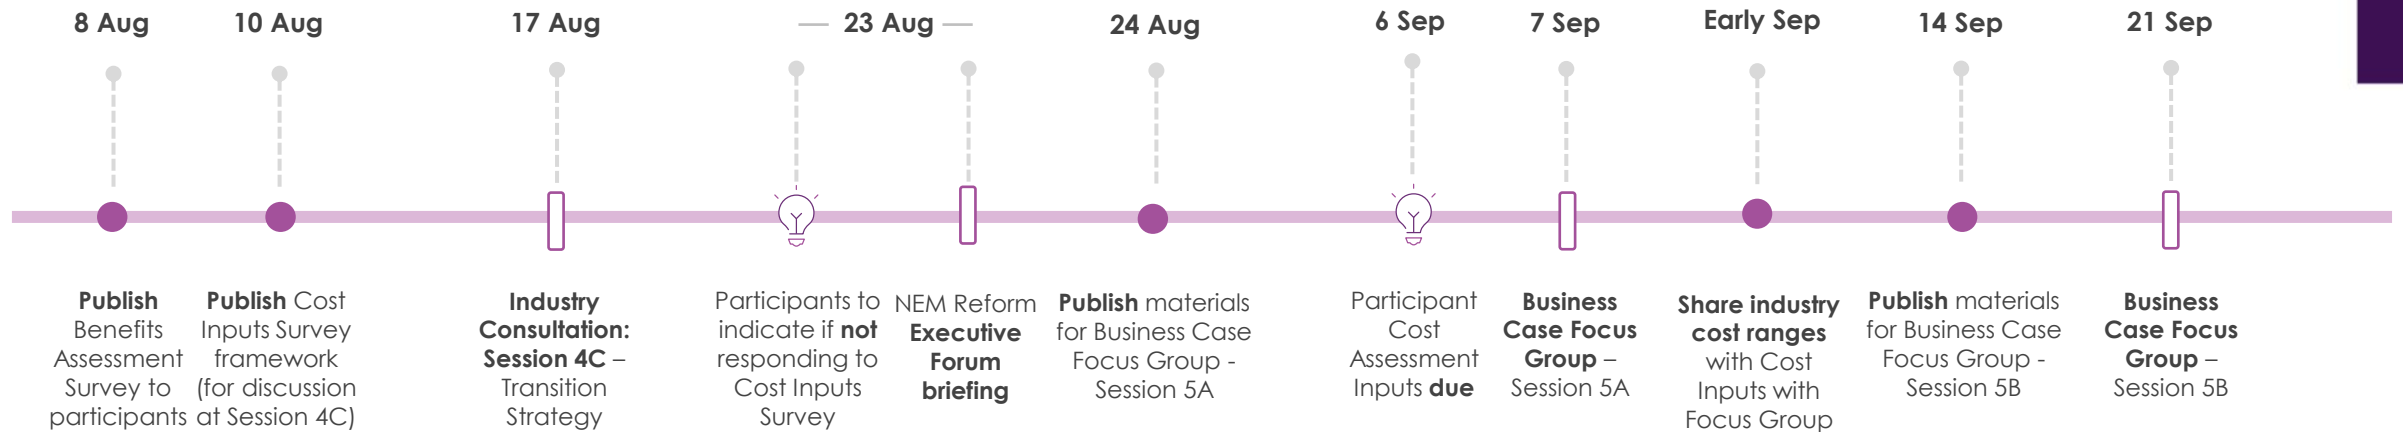 8 Aug
10 Aug
17 Aug
23 Aug
24 Aug
6 Sep
7 Sep
Early Sep
14 Sep
21 Sep
Publish
Benefits
Assessment
Survey to
participants
Publish Cost
Inputs Survey
framework
(for discussion
at Session 4C)
Industry
Consultation:
Session 4C –
Transition
Strategy
Participants to
indicate if not
responding to
Cost Inputs
Survey
NEM Reform
Executive
Forum
briefing
Publish materials
for Business Case
Focus Group -
Session 5A
Participant
Cost
Assessment
Inputs due
Business
Case Focus
Group –
Session 5A
Share industry
cost ranges
with Cost
Inputs with
Focus Group
Publish materials
for Business Case
Focus Group -
Session 5B
Business
Case Focus
Group –
Session 5B